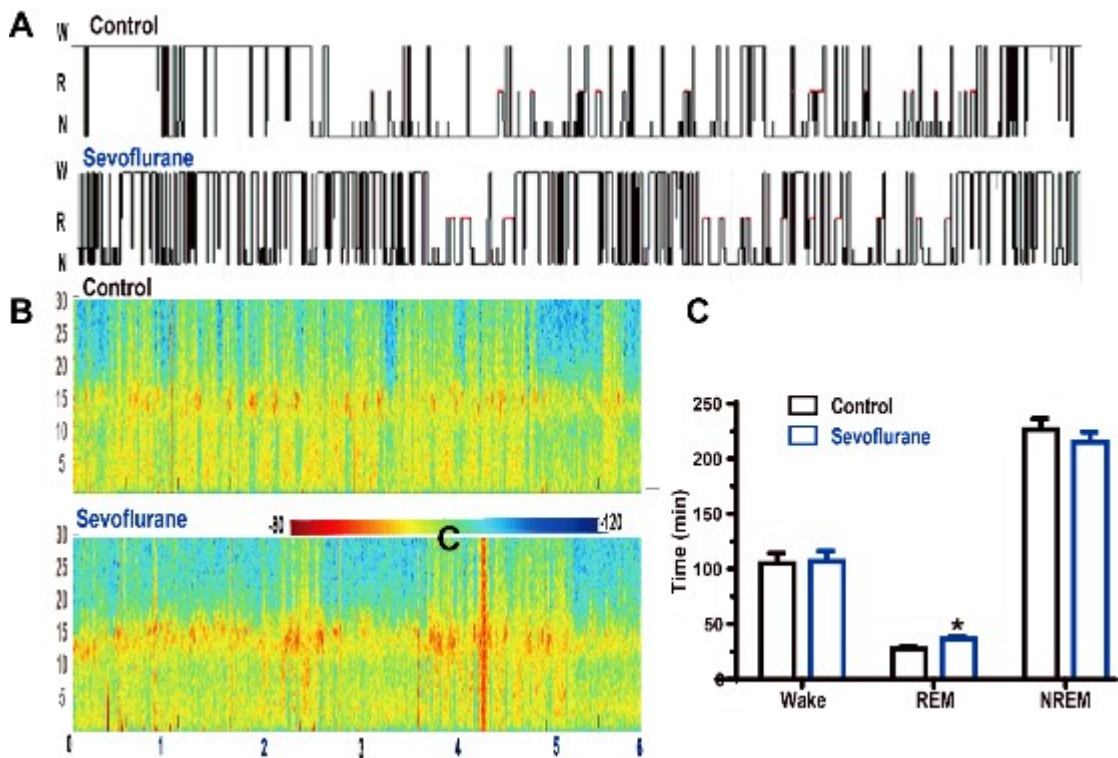 A
Control
W
R
N
Sevoflurane
W
R
N
B
Control
30
25
20
15
10
5
Sevoflurane
-80
C
-120
30
25
20
15
10
5
0 1 2 3 4 5 6
C
Control
Sevoflurane
Time (min)
250
200
150
100
50
0
*
Wake REM NREM